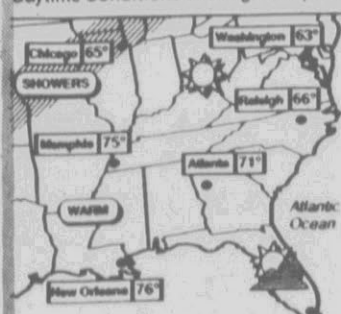 Washington 63°
Chicago 65°
SHOWERS
Raleigh 66°
Memphis 75°
Atlanta 71°
WARM
Atlantic
Ocean
New Orleans 76°